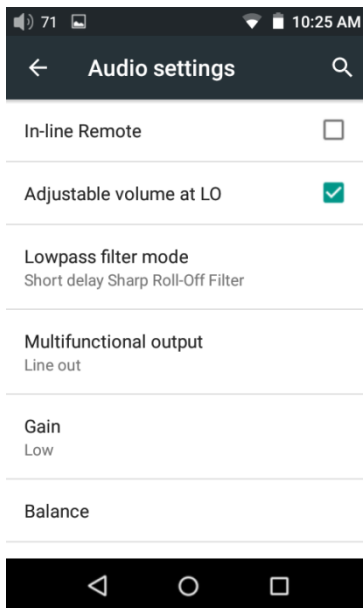 71 10:25 AM
Audio settings
In-line Remote
Adjustable volume at LO
Lowpass filter mode
Short delay Sharp Roll-Off Filter
Multifunctional output
Line out
Gain
Low
Balance